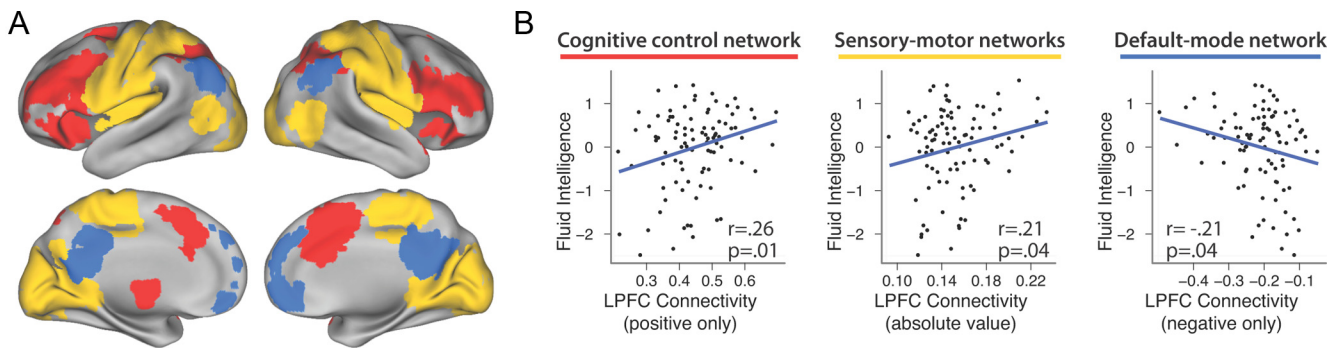 A
B
Cognitive control network
Fluid Intelligence
1
0
−1
−2
r=.26
p=.01
0.3 0.4 0.5 0.6
LPFC Connectivity
(positive only)
Sensory-motor networks
Fluid Intelligence
1
0
−1
−2
r=.21
p=.04
0.10 0.14 0.18 0.22
LPFC Connectivity
(absolute value)
Default-mode network
Fluid Intelligence
1
0
−1
−2
r= -.21
p=.04
−0.4 −0.3 −0.2 −0.1
LPFC Connectivity
(negative only)